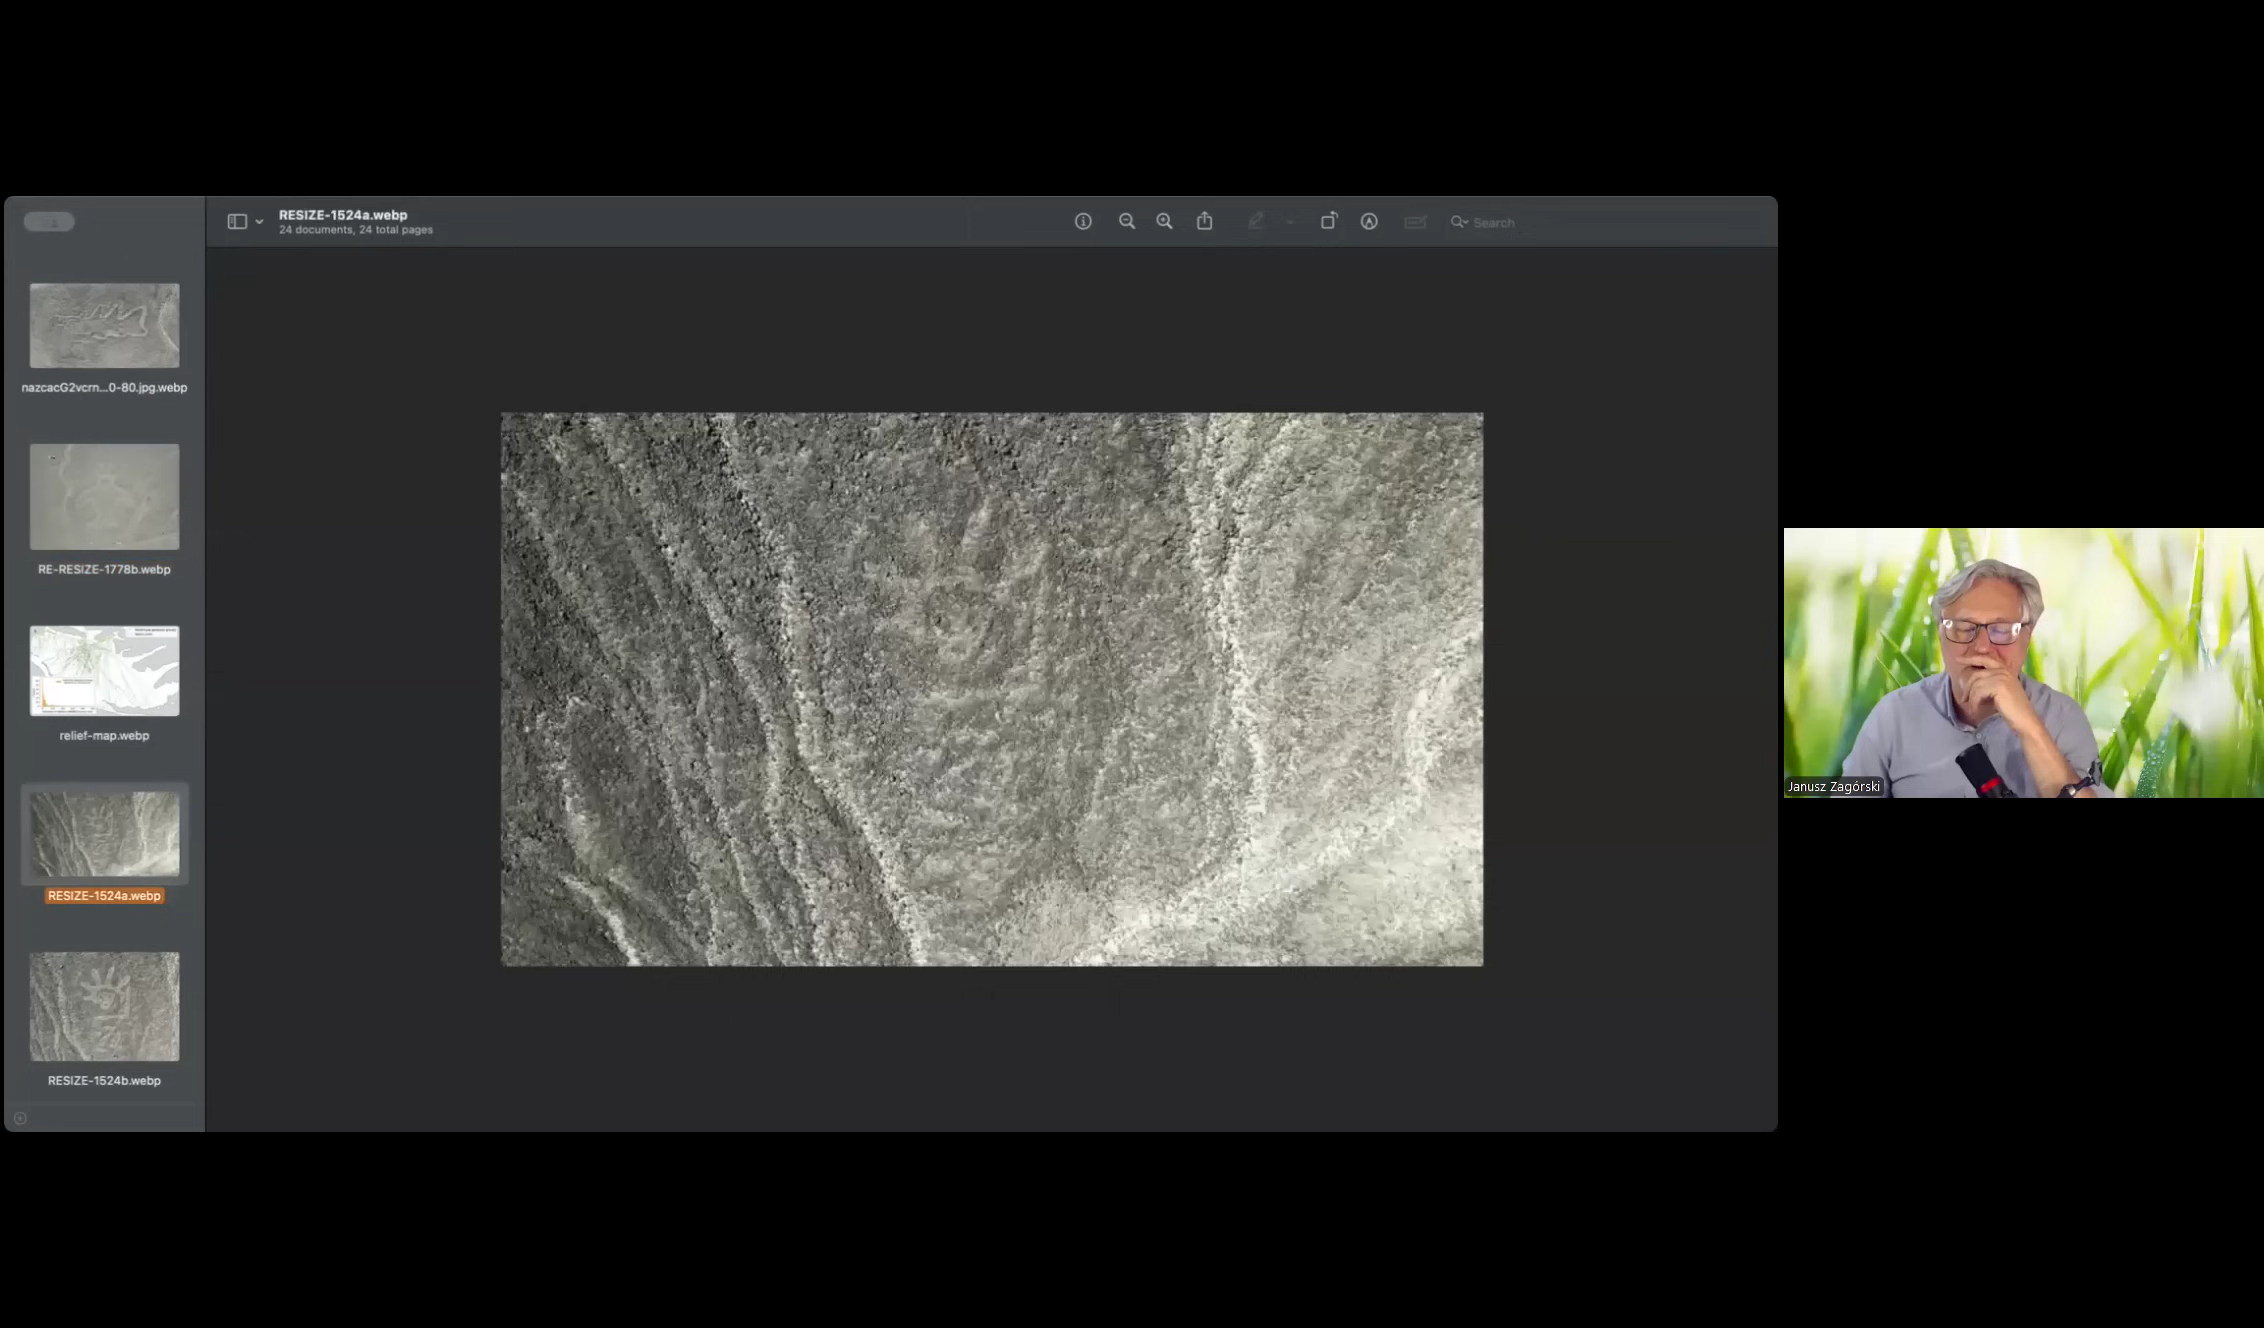 RESIZE-1524a.webp
24 documents, 24 total pages
Search
nazcacG2vcrn...0-80.jpg.webp
RE-RESIZE-1778b.webp
relief-map.webp
RESIZE-1524a.webp
RESIZE-1524b.webp
Janusz Zagórski